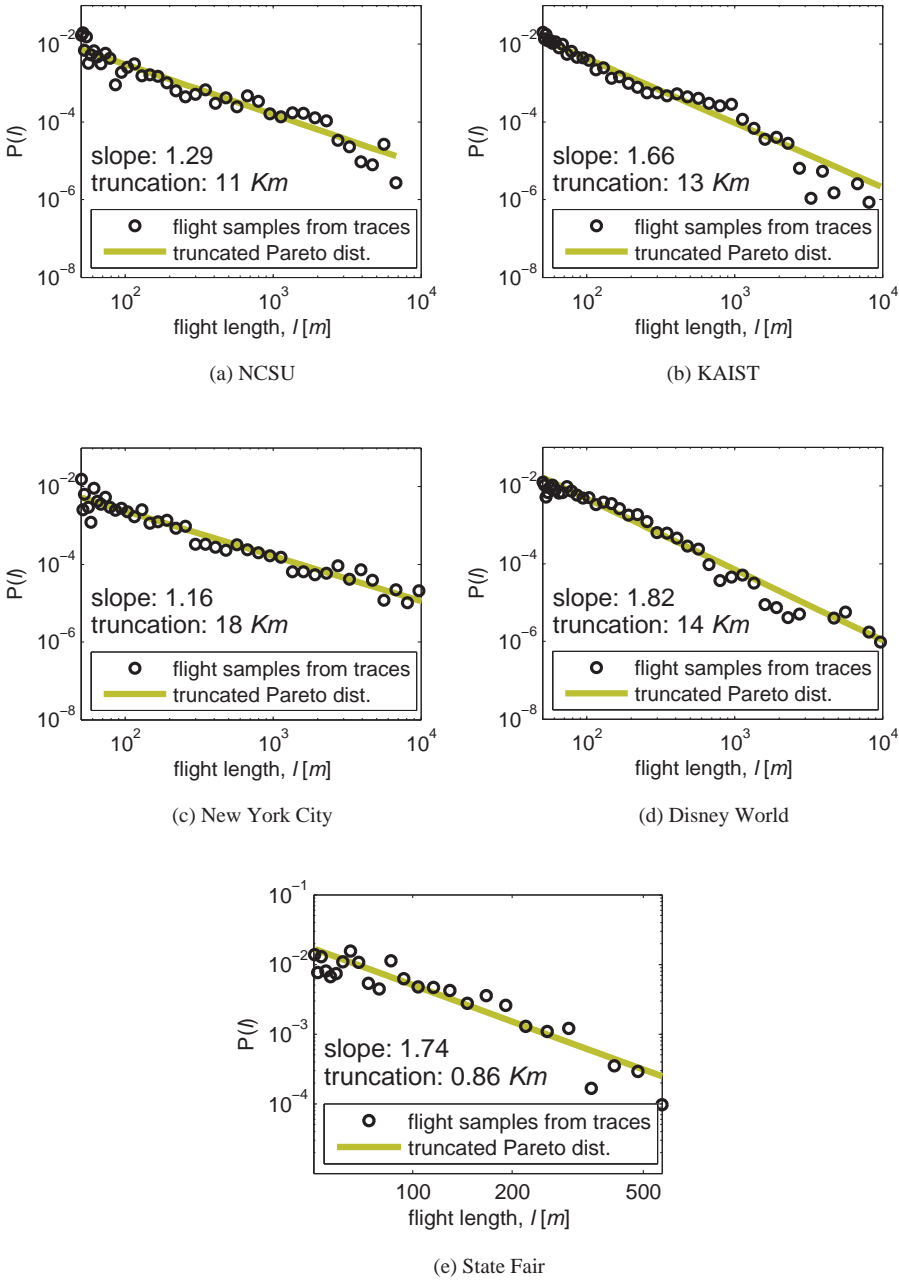 10^−2
10^−4
10^−6
10^−8
P(l)
slope: 1.29
truncation: 11 Km
flight samples from traces
truncated Pareto dist.
10^2
10^3
10^4
flight length, l [m]
(a) NCSU
10^−2
10^−4
10^−6
10^−8
P(l)
slope: 1.66
truncation: 13 Km
flight samples from traces
truncated Pareto dist.
10^2
10^3
10^4
flight length, l [m]
(b) KAIST
10^−2
10^−4
10^−6
10^−8
P(l)
slope: 1.16
truncation: 18 Km
flight samples from traces
truncated Pareto dist.
10^2
10^3
10^4
flight length, l [m]
(c) New York City
10^−2
10^−4
10^−6
10^−8
P(l)
slope: 1.82
truncation: 14 Km
flight samples from traces
truncated Pareto dist.
10^2
10^3
10^4
flight length, l [m]
(d) Disney World
10^−1
10^−2
10^−3
10^−4
P(l)
slope: 1.74
truncation: 0.86 Km
flight samples from traces
truncated Pareto dist.
100
200
500
flight length, l [m]
(e) State Fair